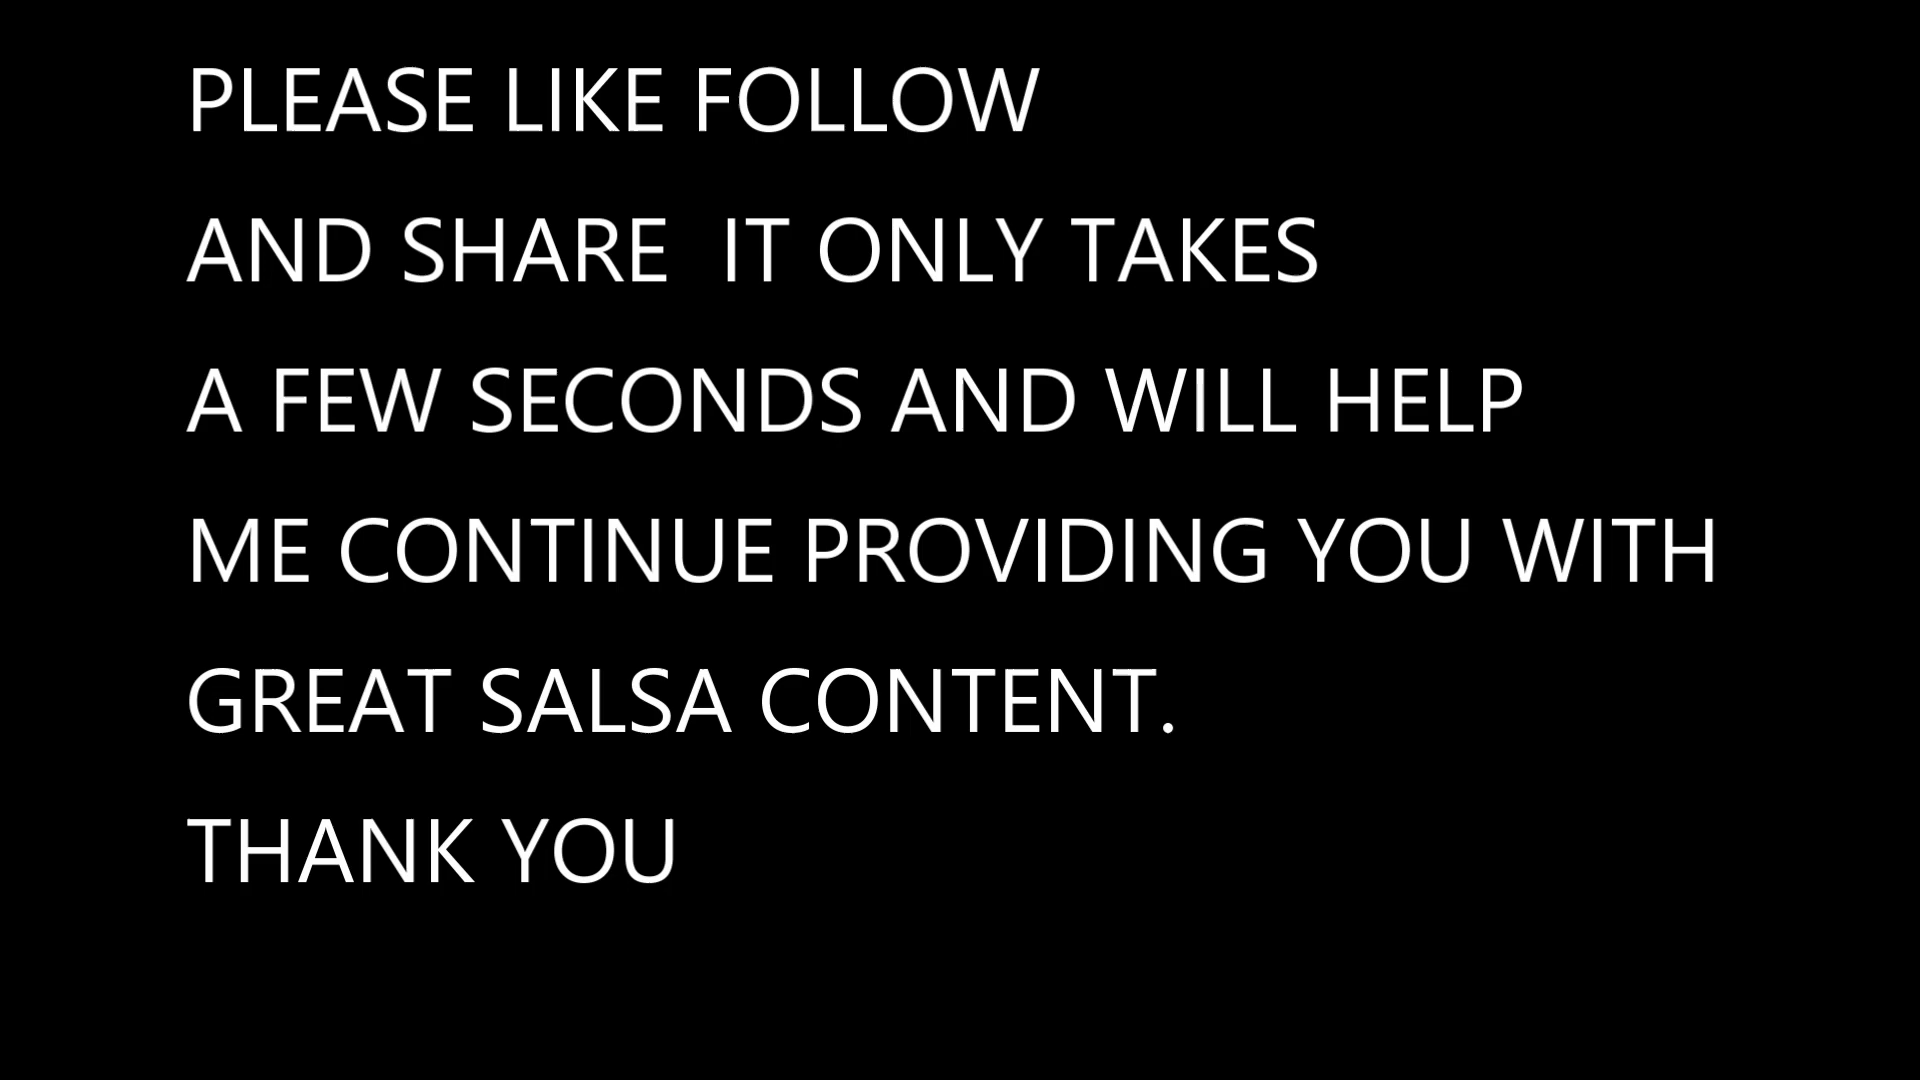 PLEASE LIKE FOLLOW
AND SHARE  IT ONLY TAKES
A FEW SECONDS AND WILL HELP
ME CONTINUE PROVIDING YOU WITH
GREAT SALSA CONTENT.
THANK YOU